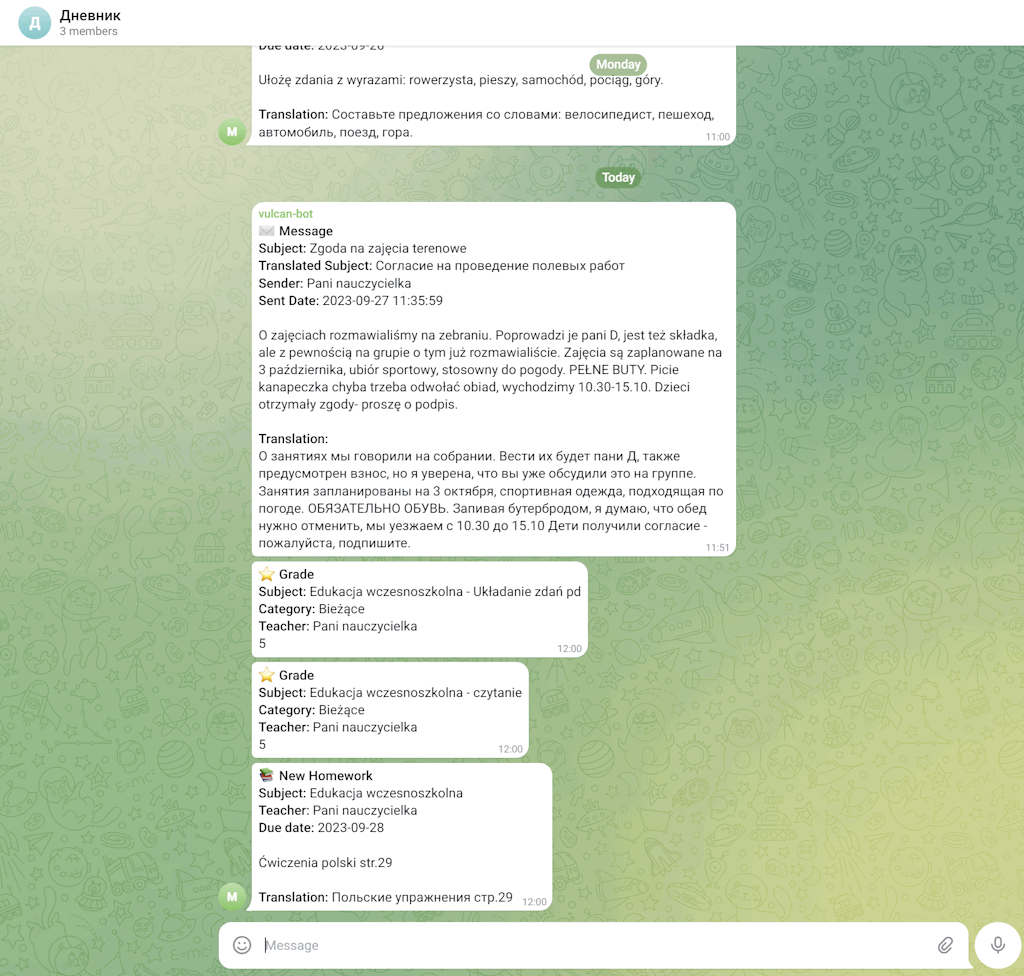 Д
Дневник
3 members
Due date: 2023-09-26
Monday
Ułożę zdania z wyrazami: rowerzysta, pieszy, samochód, pociąg, góry.
Translation: Составьте предложения со словами: велосипедист, пешеход,
автомобиль, поезд, гора.
11:00
M
Today
vulcan-bot
Message
Subject: Zgoda na zajęcia terenowe
Translated Subject: Согласие на проведение полевых работ
Sender: Pani nauczycielka
Sent Date: 2023-09-27 11:35:59
O zajęciach rozmawialiśmy na zebraniu. Poprowadzi je pani D, jest też składka,
ale z pewnością na grupie o tym już rozmawialiście. Zajęcia są zaplanowane na
3 października, ubiór sportowy, stosowny do pogody. PEŁNE BUTY. Picie
kanapeczka chyba trzeba odwołać obiad, wychodzimy 10.30-15.10. Dzieci
otrzymały zgody- proszę o podpis.
Translation:
О занятиях мы говорили на собрании. Вести их будет пани Д, также
предусмотрен взнос, но я уверена, что вы уже обсудили это на группе.
Занятия запланированы на 3 октября, спортивная одежда, подходящая по
погоде. ОБЯЗАТЕЛЬНО ОБУВЬ. Запивая бутербродом, я думаю, что обед
нужно отменить, мы уезжаем с 10.30 до 15.10 Дети получили согласие -
пожалуйста, подпишите.
11:51
Grade
Subject: Edukacja wczesnoszkolna - Układanie zdań pd
Category: Bieżące
Teacher: Pani nauczycielka
5
12:00
Grade
Subject: Edukacja wczesnoszkolna - czytanie
Category: Bieżące
Teacher: Pani nauczycielka
5
12:00
New Homework
Subject: Edukacja wczesnoszkolna
Teacher: Pani nauczycielka
Due date: 2023-09-28
Ćwiczenia polski str.29
Translation: Польские упражнения стр.29
12:00
M
Message